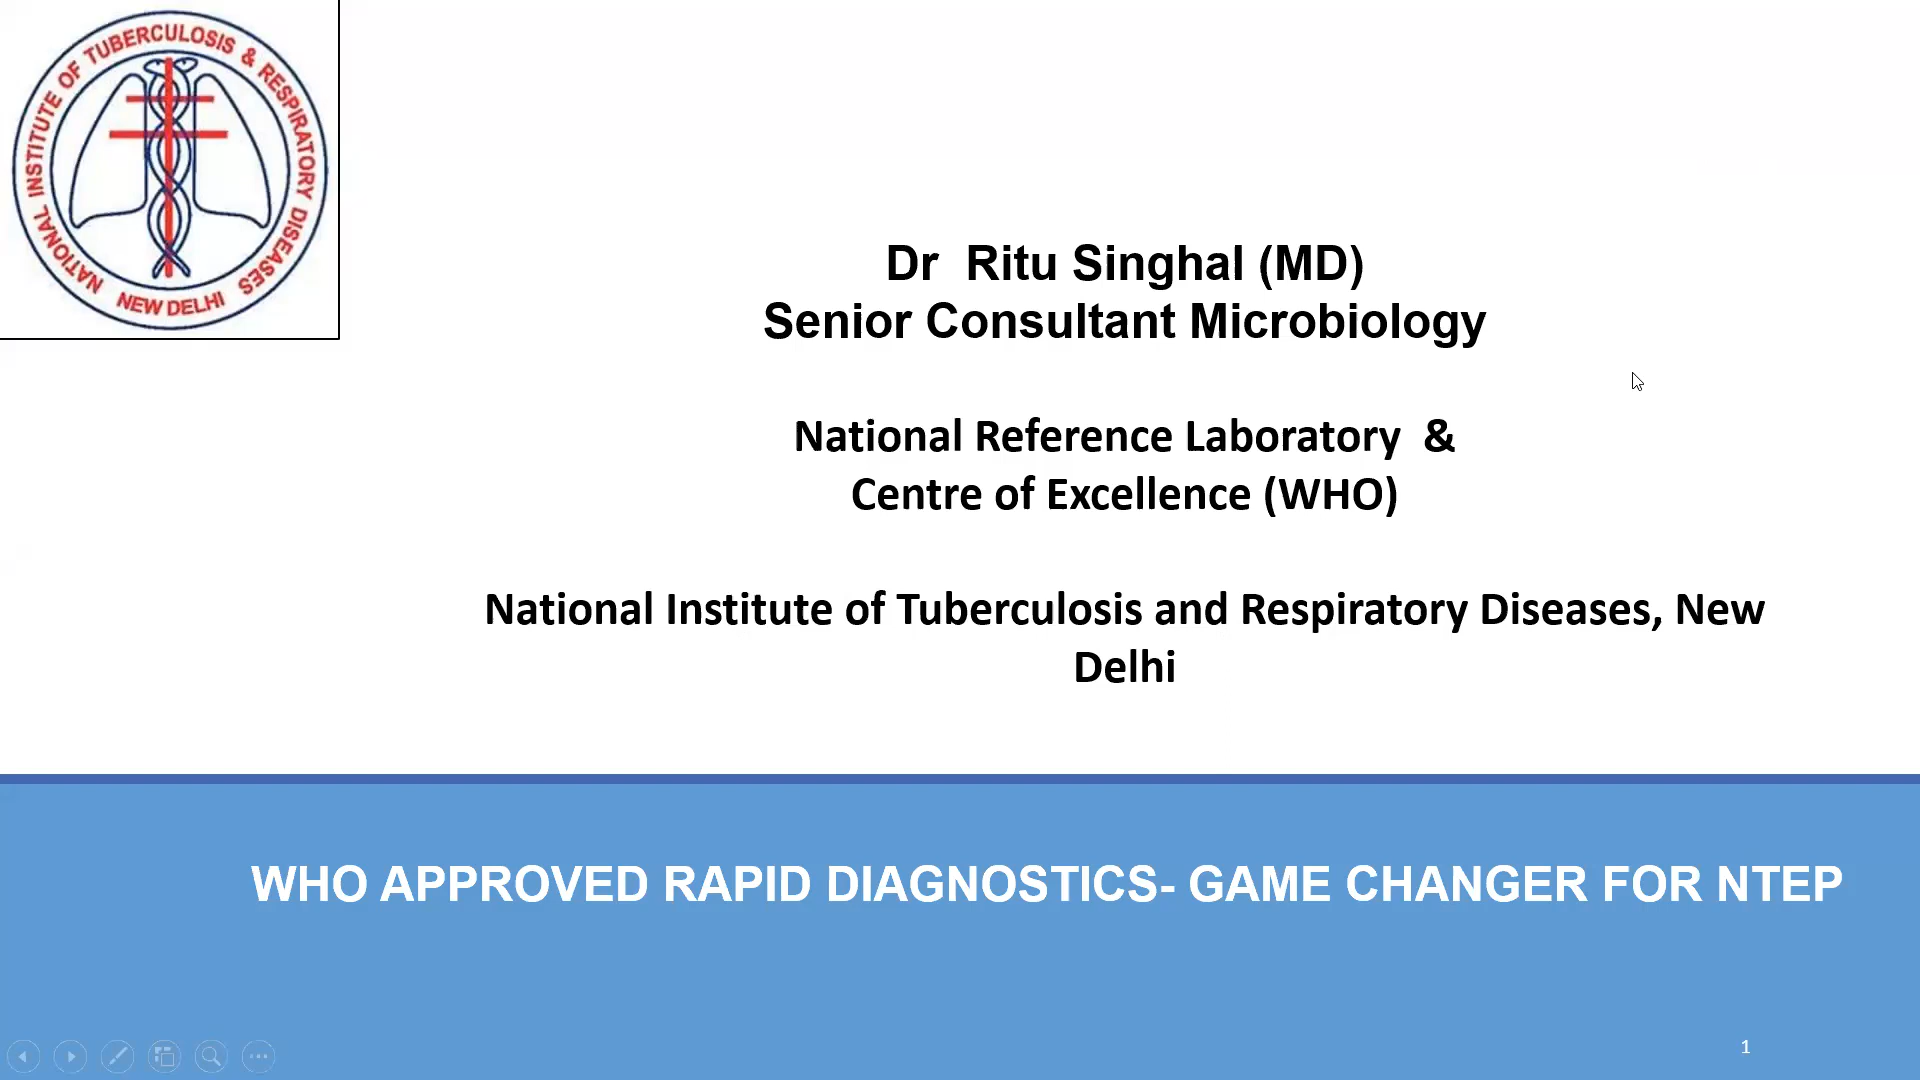 NATIONAL INSTITUTE OF TUBERCULOSIS & RESPIRATORY DISEASES
NEW DELHI
Dr Ritu Singhal (MD)
Senior Consultant Microbiology
National Reference Laboratory &
Centre of Excellence (WHO)
National Institute of Tuberculosis and Respiratory Diseases, New
Delhi
WHO APPROVED RAPID DIAGNOSTICS- GAME CHANGER FOR NTEP
1